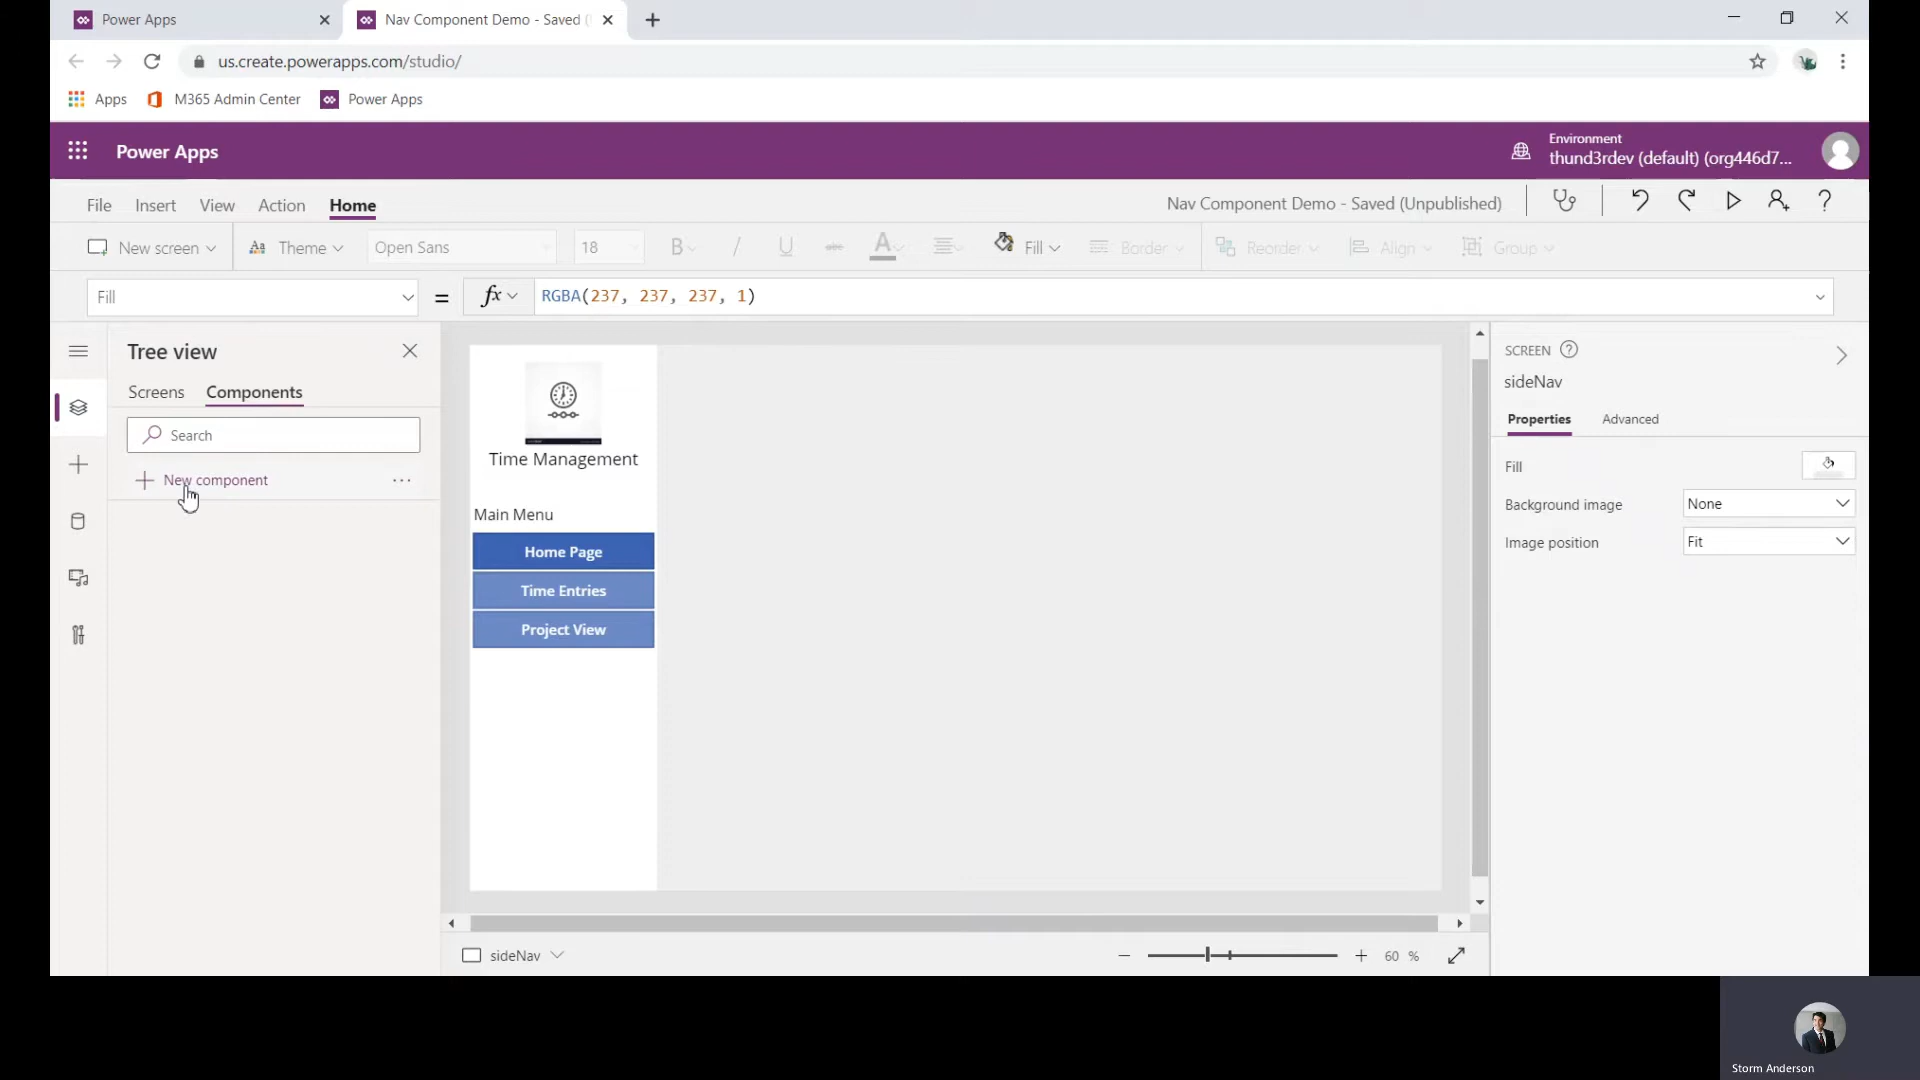 Power Apps
Nav Component Demo - Saved (
us.create.powerapps.com/studio/
Apps
M365 Admin Center
Power Apps
Power Apps
Environment
thund3rdev (default) (org446d7...
File
Insert
View
Action
Home
Nav Component Demo - Saved (Unpublished)
New screen
Theme
Open Sans
18
B
/
U
abc
A
Fill
Border
Reorder
Align
Group
Fill
=
fx
RGBA(237, 237, 237, 1)
Tree view
Screens
Components
Search
New component
...
Time Management
Main Menu
Home Page
Time Entries
Project View
SCREEN
sideNav
Properties
Advanced
Fill
Background image
None
Image position
Fit
sideNav
60 %
Storm Anderson